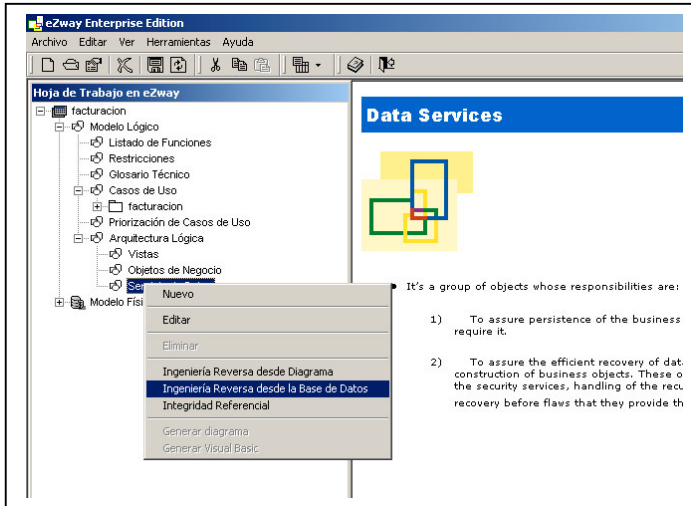 eZway Enterprise Edition
Archivo Editar Ver Herramientas Ayuda
Hoja de Trabajo en eZway
facturacion
Modelo Lógico
Listado de Funciones
Restricciones
Glosario Técnico
Casos de Uso
facturacion
Priorización de Casos de Uso
Arquitectura Lógica
Vistas
Objetos de Negocio
Modelo Físi
Nuevo
Editar
Eliminar
Ingeniería Reversa desde Diagrama
Ingeniería Reversa desde la Base de Datos
Integridad Referencial
Generar diagrama
Generar Visual Basic
Data Services
• It's a group of objects whose responsibilities are:
1) To assure persistence of the business
require it.
2) To assure the efficient recovery of dat
construction of business objects. These o
the security services, handling of the recu
recovery before flaws that they provide th